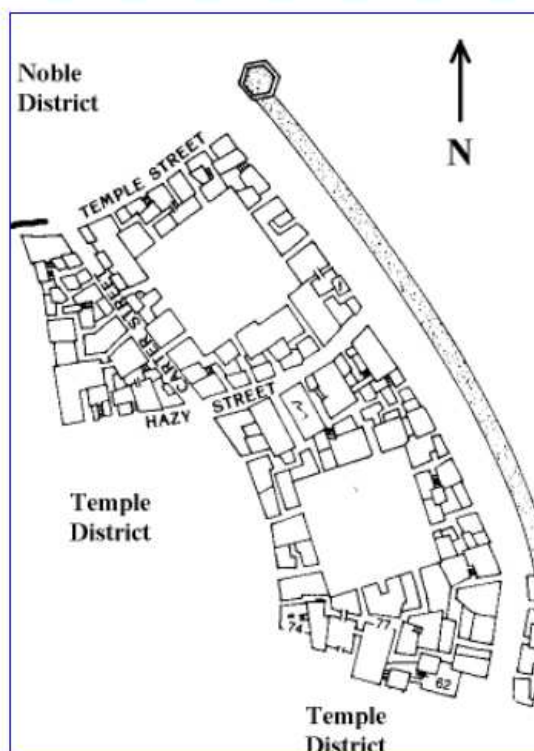 Noble
District
N
TEMPLE STREET
CARTER STREET
HAZY STREET
Temple
District
74
77
62
Temple
District